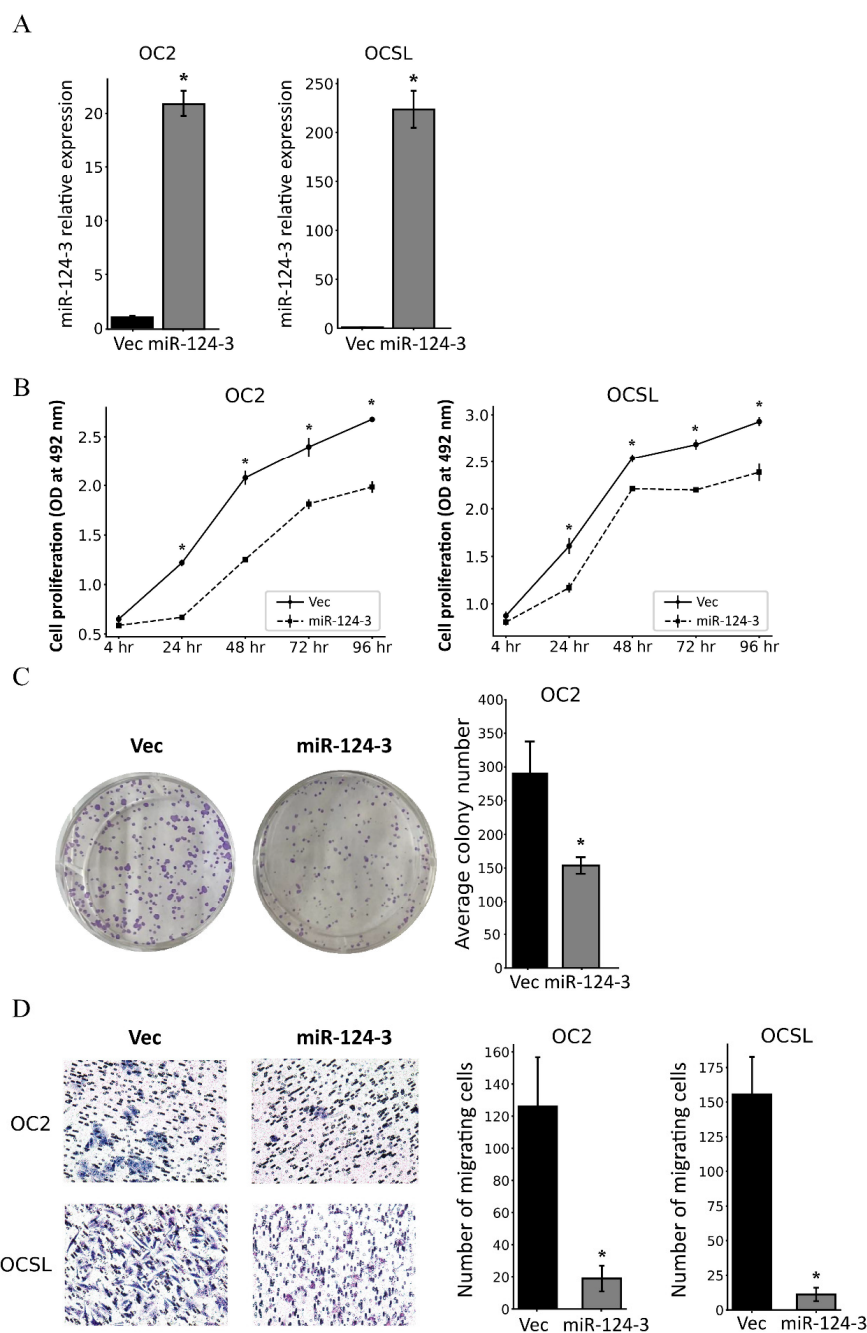 A
OC2
OCSL
miR-124-3 relative expression
20
15
10
5
0
Vec miR-124-3
miR-124-3 relative expression
250
200
150
100
50
0
Vec miR-124-3
B
OC2
OCSL
Cell proliferation (OD at 492 nm)
2.5
2.0
1.5
1.0
0.5
4 hr 24 hr 48 hr 72 hr 96 hr
Vec
miR-124-3
Cell proliferation (OD at 492 nm)
3.0
2.5
2.0
1.5
1.0
4 hr 24 hr 48 hr 72 hr 96 hr
Vec
miR-124-3
C
Vec
miR-124-3
OC2
Average colony number
400
350
300
250
200
150
100
50
0
Vec miR-124-3
D
Vec
miR-124-3
OC2
OCSL
OC2
Number of migrating cells
160
140
120
100
80
60
40
20
0
Vec miR-124-3
OCSL
Number of migrating cells
175
150
125
100
75
50
25
0
Vec miR-124-3